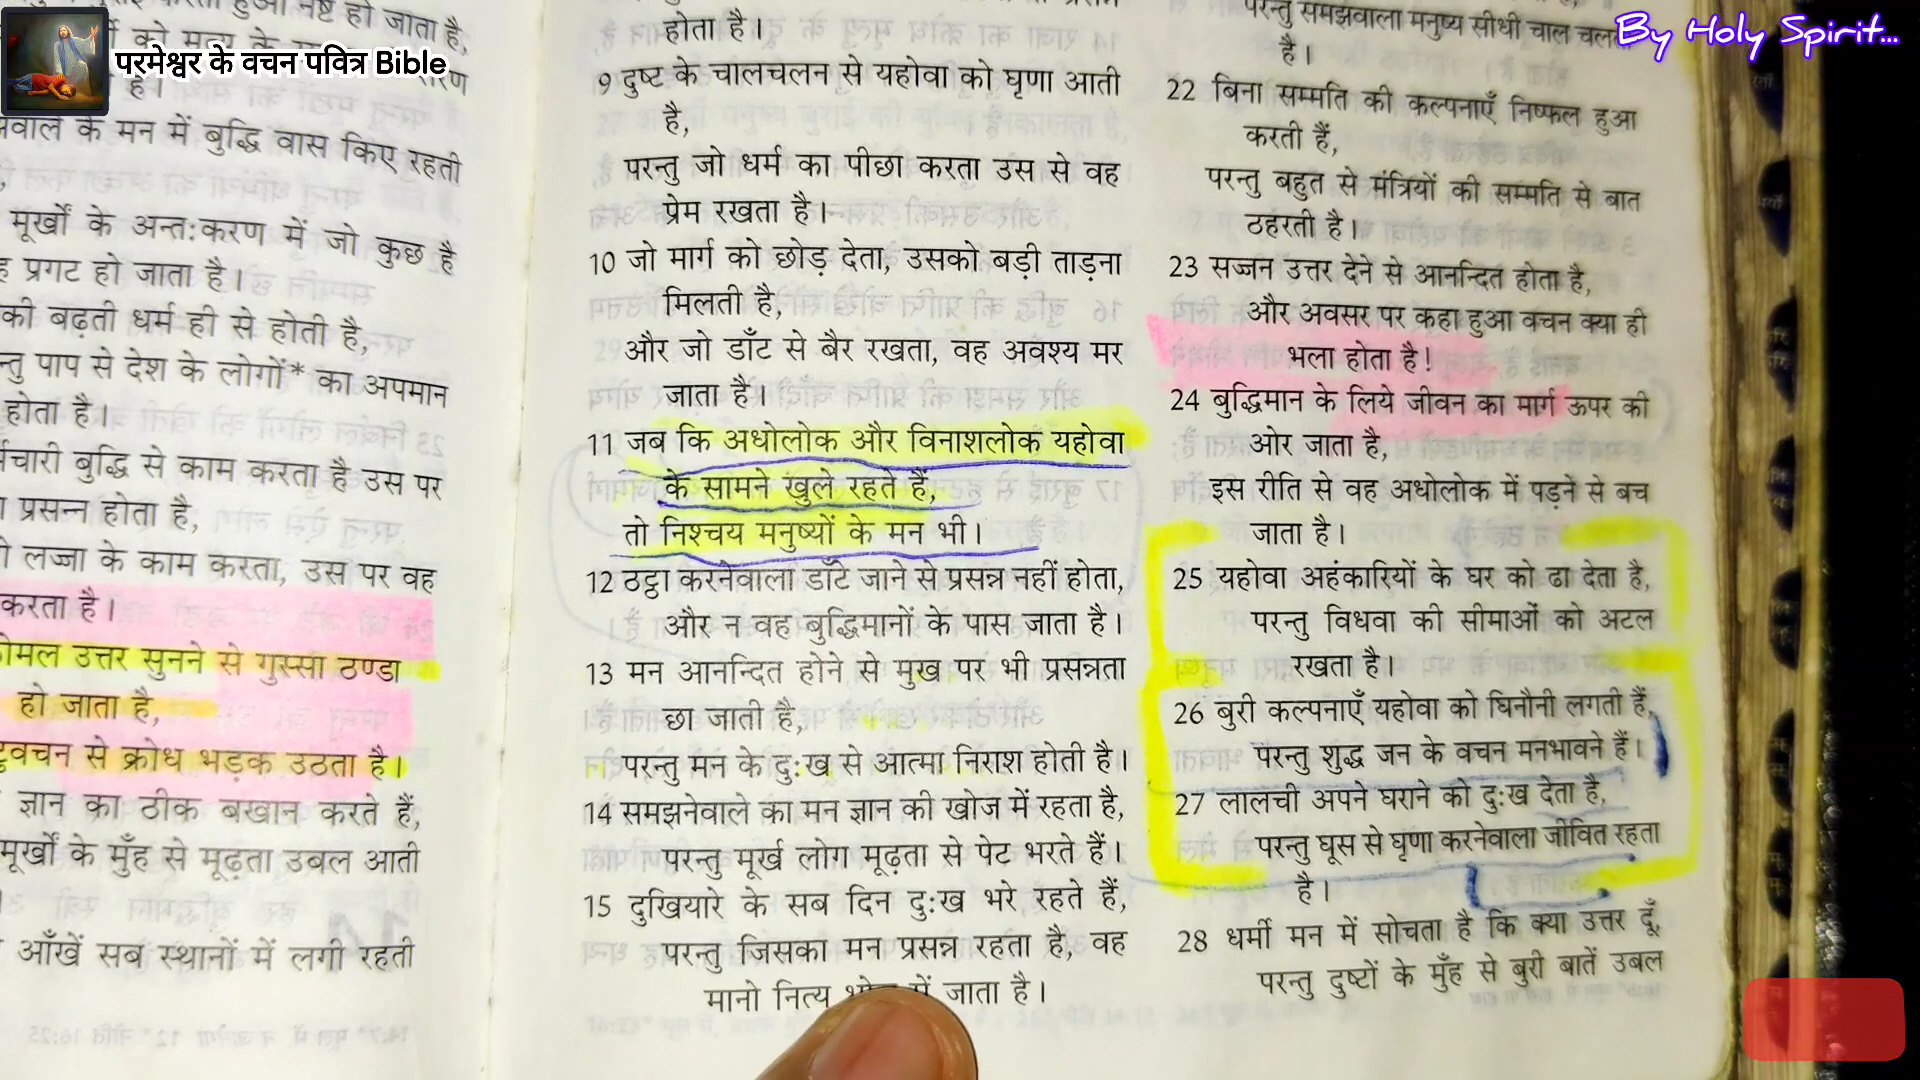 परमेश्वर के वचन पवित्र Bible
By Holy Spirit...
हुआ नष्ट हो जाता है,
को
है।
के मन में बुद्धि वास किए रहती
मूर्खों के अन्त:करण में जो कुछ है
प्रगट हो जाता है।
की बढ़ती धर्म ही से होती है,
पाप से देश के लोगों* का अपमान
होता है।
बुद्धि से काम करता है उस पर
प्रसन्न होता है,
लज्जा के काम करता, उस पर वह
करता है।
उत्तर सुनने से गुस्सा ठण्डा
हो जाता है,
से क्रोध भड़क उठता है।
ज्ञान का ठीक बखान करते हैं,
मूर्खों के मुँह से मूढ़ता उबल आती
आँखें सब स्थानों में लगी रहती
होता है।
9 दुष्ट के चालचलन से यहोवा को घृणा आती
है,
परन्तु जो धर्म का पीछा करता उस से वह
प्रेम रखता है।
10 जो मार्ग को छोड़ देता, उसको बड़ी ताड़ना
मिलती है,
और जो डाँट से बैर रखता, वह अवश्य मर
जाता है।
11 जब कि अधोलोक और विनाशलोक यहोवा
के सामने खुले रहते हैं,
तो निश्चय मनुष्यों के मन भी।
12 ठट्ठा करनेवाला डाँटे जाने से प्रसन्न नहीं होता,
और न वह बुद्धिमानों के पास जाता है।
13 मन आनन्दित होने से मुख पर भी प्रसन्नता
छा जाती है,
परन्तु मन के दु:ख से आत्मा निराश होती है।
14 समझनेवाले का मन ज्ञान की खोज में रहता है,
परन्तु मूर्ख लोग मूढ़ता से पेट भरते हैं।
15 दुखियारे के सब दिन दु:ख भरे रहते हैं,
परन्तु जिसका मन प्रसन्न रहता है, वह
मानो नित्य में जाता है।
परन्तु समझवाला मनुष्य सीधी चाल
है।
22 बिना सम्मति की कल्पनाएँ निष्फल हुआ
करती हैं,
परन्तु बहुत से मंत्रियों की सम्मति से बात
ठहरती है।
23 सज्जन उत्तर देने से आनन्दित होता है,
और अवसर पर कहा हुआ वचन क्या ही
भला होता है!
24 बुद्धिमान के लिये जीवन का मार्ग ऊपर की
ओर जाता है,
इस रीति से वह अधोलोक में पड़ने से बच
जाता है।
25 यहोवा अहंकारियों के घर को ढा देता है,
परन्तु विधवा की सीमाओं को अटल
रखता है।
26 बुरी कल्पनाएँ यहोवा को घिनौनी लगती हैं,
परन्तु शुद्ध जन के वचन मनभावने हैं।
27 लालची अपने घराने को दु:ख देता है,
परन्तु घूस से घृणा करनेवाला जीवित रहता
है।
28 धर्मी मन में सोचता है कि क्या उत्तर दूँ,
परन्तु दुष्टों के मुँह से बुरी बातें उबल